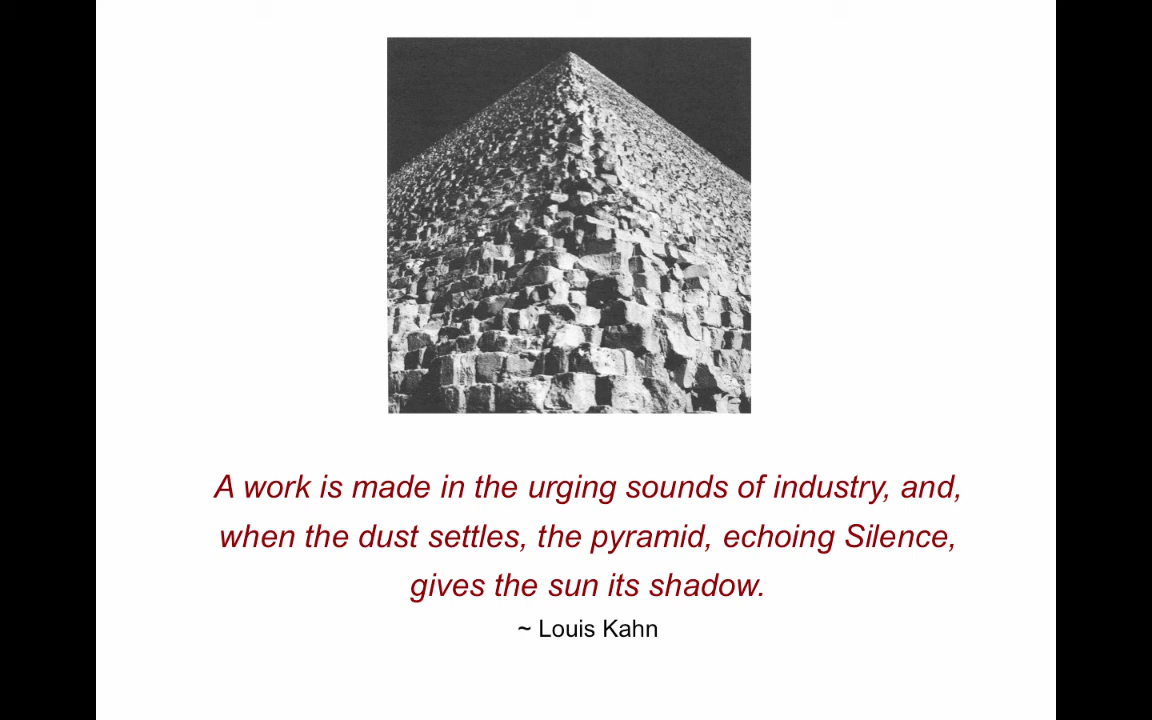 A work is made in the urging sounds of industry, and,
when the dust settles, the pyramid, echoing Silence,
gives the sun its shadow.
~ Louis Kahn